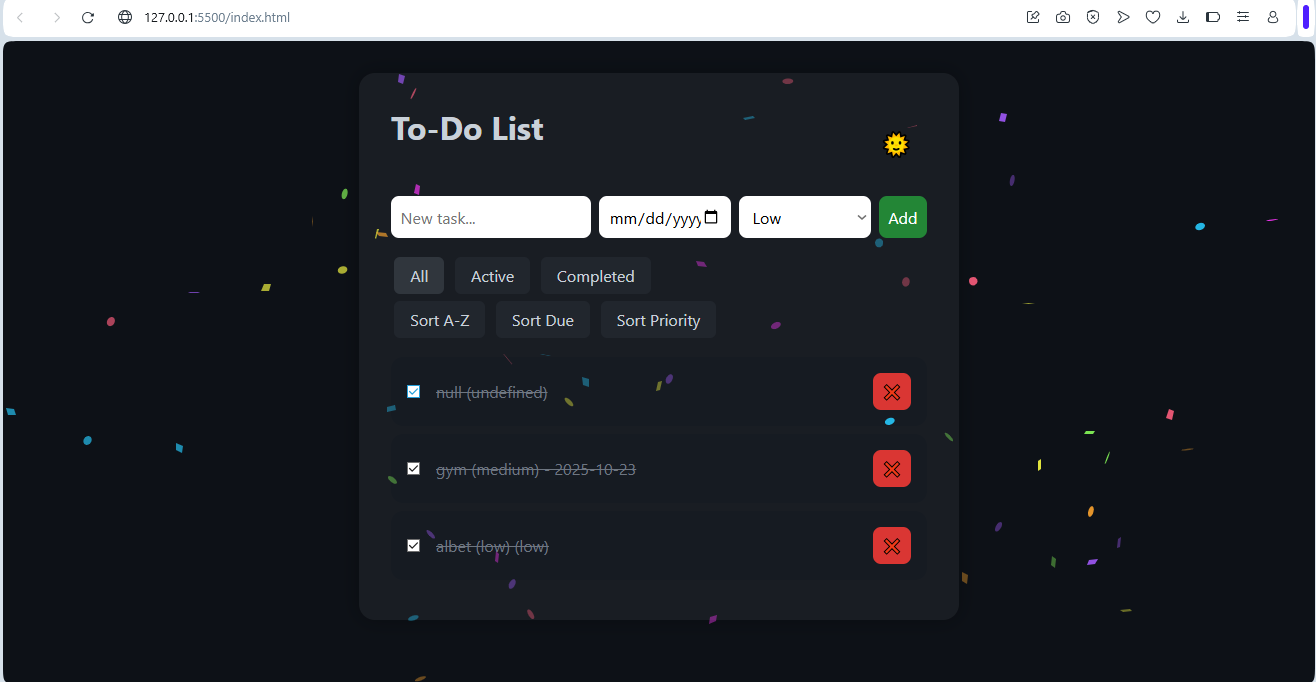 127.0.0.1:5500/index.html
To-Do List
New task... mm/dd/yyyy Low Add
All Active Completed
Sort A-Z Sort Due Sort Priority
null (undefined)
gym (medium) - 2025-10-23
albet (low) (low)